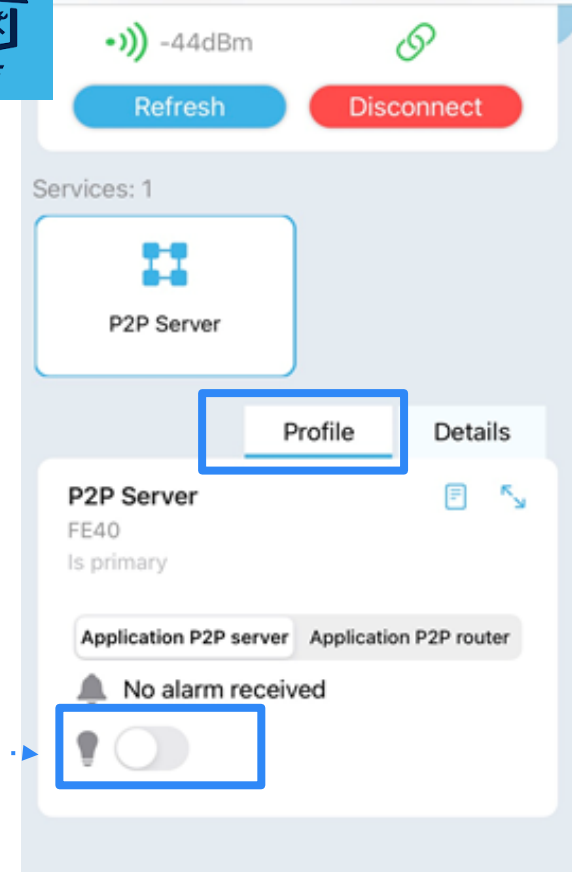 -44dBm
Refresh Disconnect
Services: 1
P2P Server
Profile Details
P2P Server
FE40
Is primary
Application P2P server Application P2P router
No alarm received